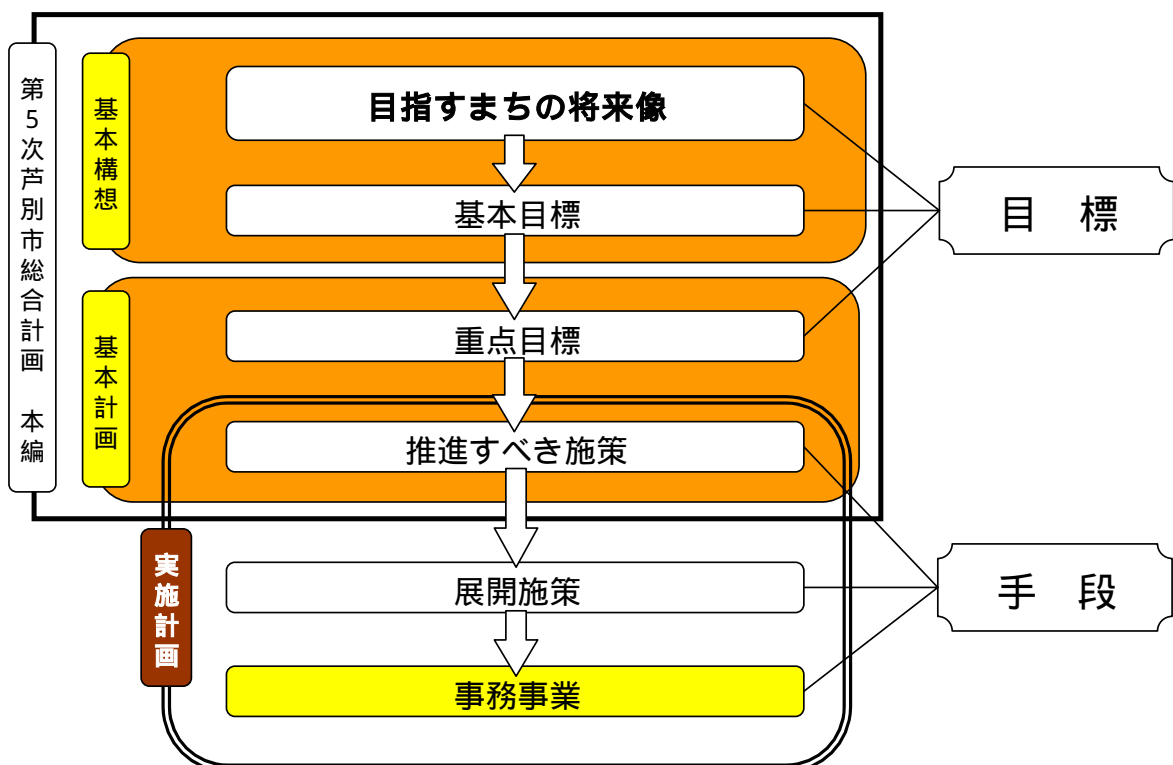 第5次芦別市総合計画 本編
基本構想
目指すまちの将来像
基本目標
目 標
基本計画
重点目標
推進すべき施策
実施計画
展開施策
手 段
事務事業